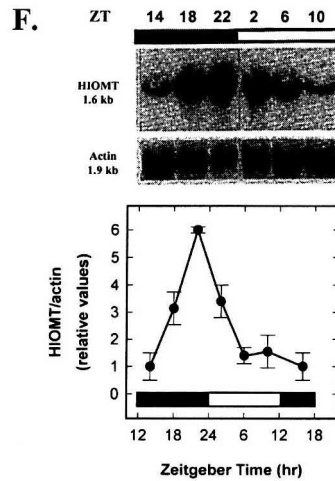 F.
ZT 14 18 22 2 6 10
HIOMT
1.6 kb
Actin
1.9 kb
HIOMT/actin
(relative values)
6
5
4
3
2
1
0
12 18 24 6 12 18
Zeitgeber Time (hr)